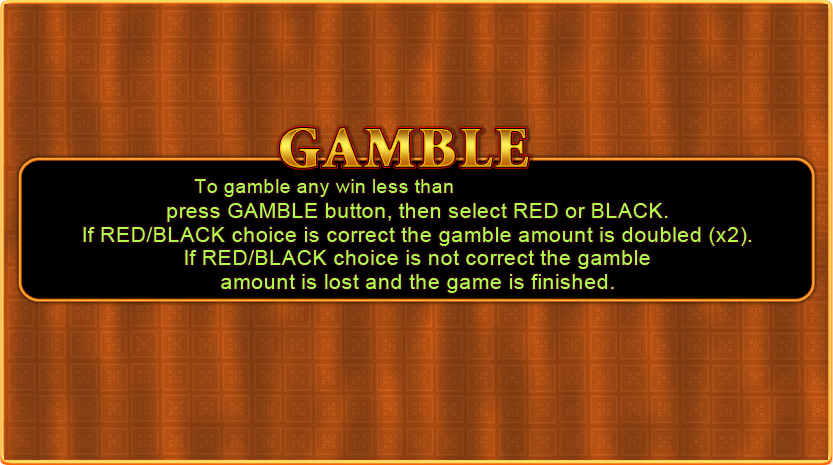 GAMBLE
To gamble any win less than
press GAMBLE button, then select RED or BLACK.
If RED/BLACK choice is correct the gamble amount is doubled (x2).
If RED/BLACK choice is not correct the gamble
amount is lost and the game is finished.